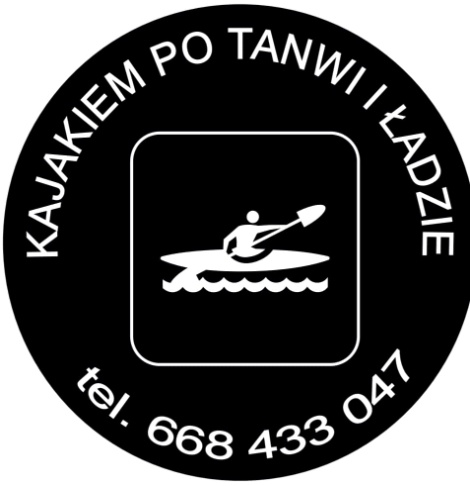 KAJAKIEM PO TANWI I ŁADZIE
tel. 668 433 047